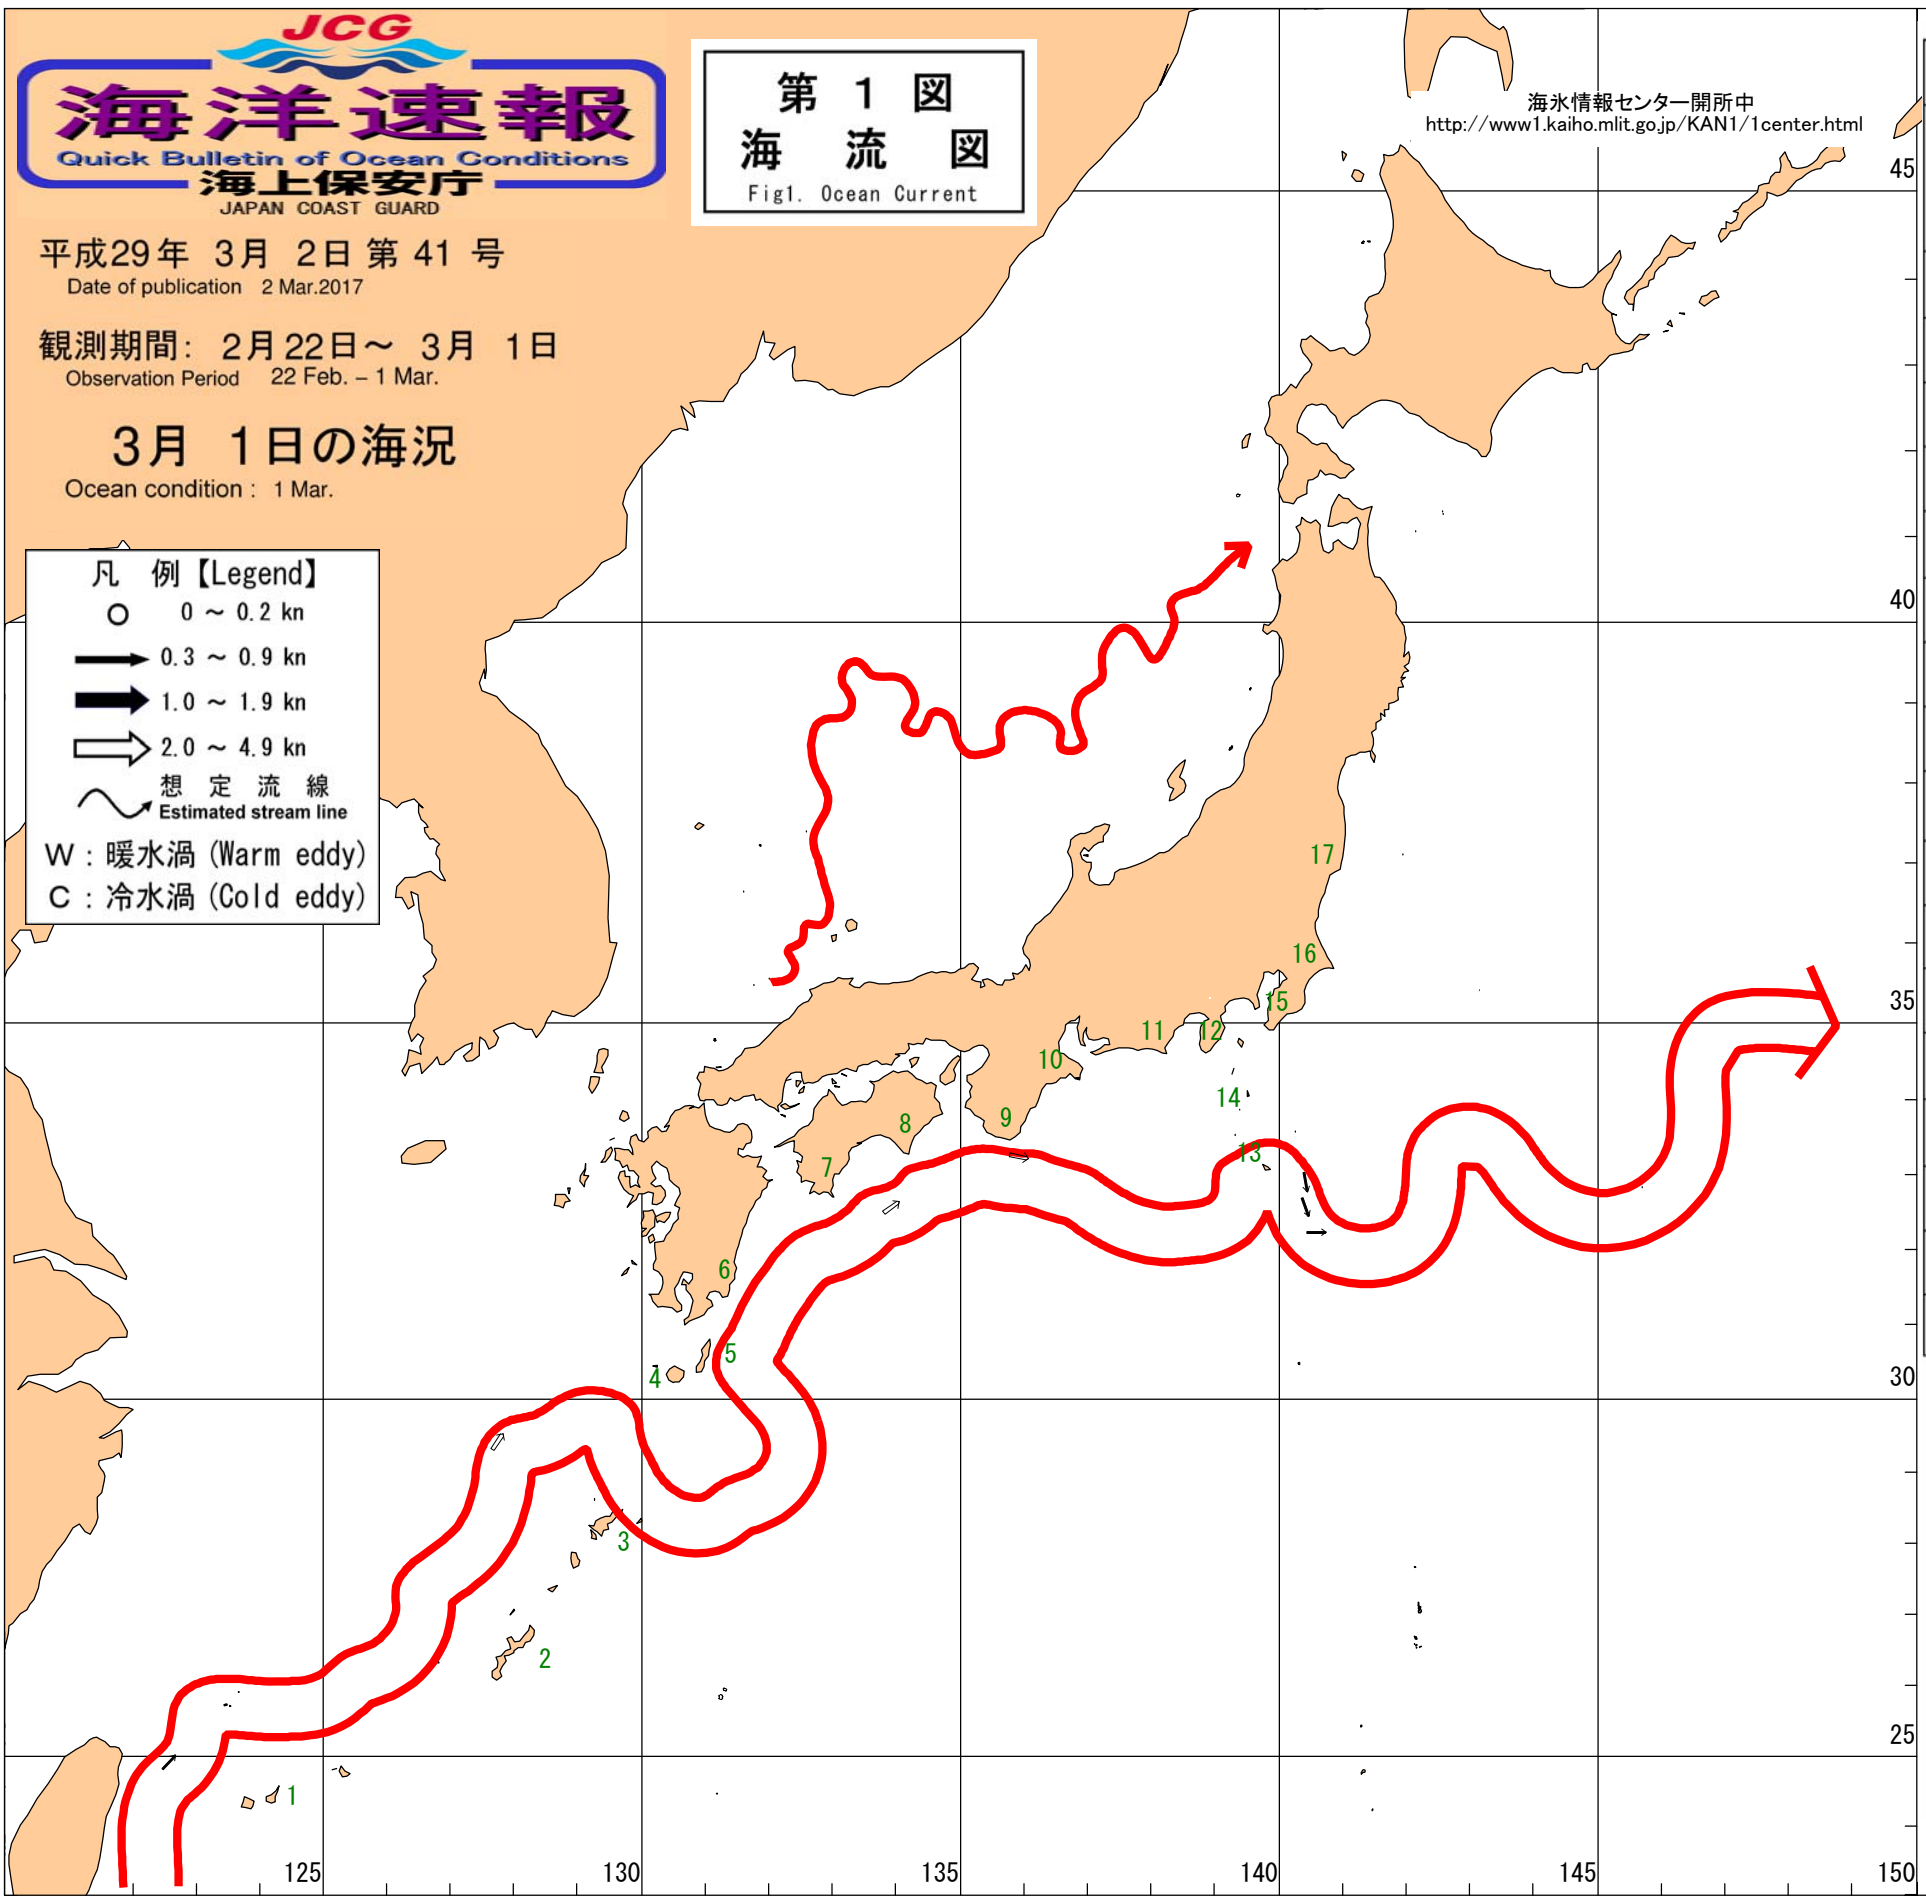 JCG
海洋速報
Quick Bulletin of Ocean Conditions
海上保安庁
JAPAN COAST GUARD
平成29年 3月 2日 第 41 号
Date of publication 2 Mar.2017
観測期間: 2月22日～ 3月 1日
Observation Period 22 Feb. – 1 Mar.
3月 1日の海況
Ocean condition : 1 Mar.
第 1 図
海 流 図
Fig1. Ocean Current
海氷情報センター開所中
http://www1.kaiho.mlit.go.jp/KAN1/1center.html
凡 例【Legend】
0 ～ 0.2 kn
0.3 ～ 0.9 kn
1.0 ～ 1.9 kn
2.0 ～ 4.9 kn
想 定 流 線
Estimated stream line
W : 暖水渦 (Warm eddy)
C : 冷水渦 (Cold eddy)
45
40
35
30
25
17
16
15
12
11
10
14
13
9
8
7
6
5
4
3
2
1
125
130
135
140
145
150